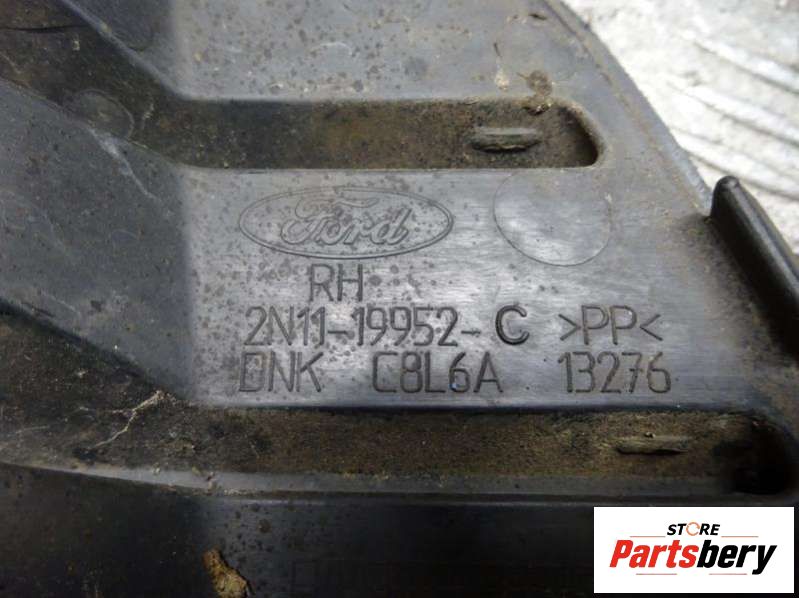 Ford
RH
2N11-19952-C >PP<
DNK C8L6A 13276
STORE
Partsbery